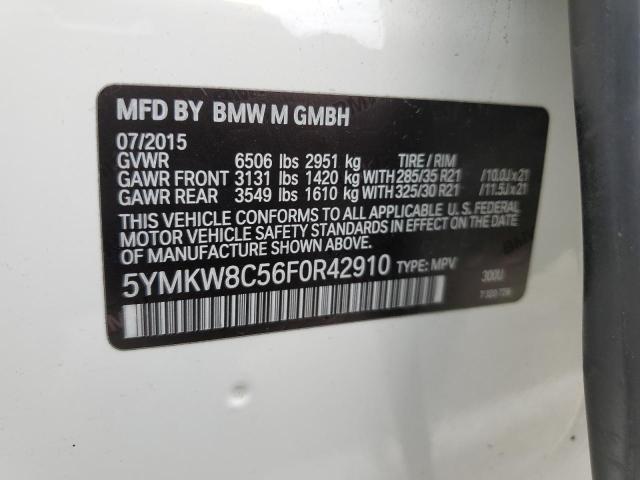 MFD BY BMW M GMBH
07/2015
GVWR 6506 lbs 2951 kg TIRE / RIM
GAWR FRONT 3131 lbs 1420 kg WITH 285/35 R21 /10.0J x 21
GAWR REAR 3549 lbs 1610 kg WITH 325/30 R21 /11.5J x 21
THIS VEHICLE CONFORMS TO ALL APPLICABLE U. S. FEDERAL
MOTOR VEHICLE SAFETY STANDARDS IN EFFECT ON THE DATE
OF MANUFACTURE SHOWN ABOVE.
5YMKW8C56F0R42910 TYPE: MPV 300U